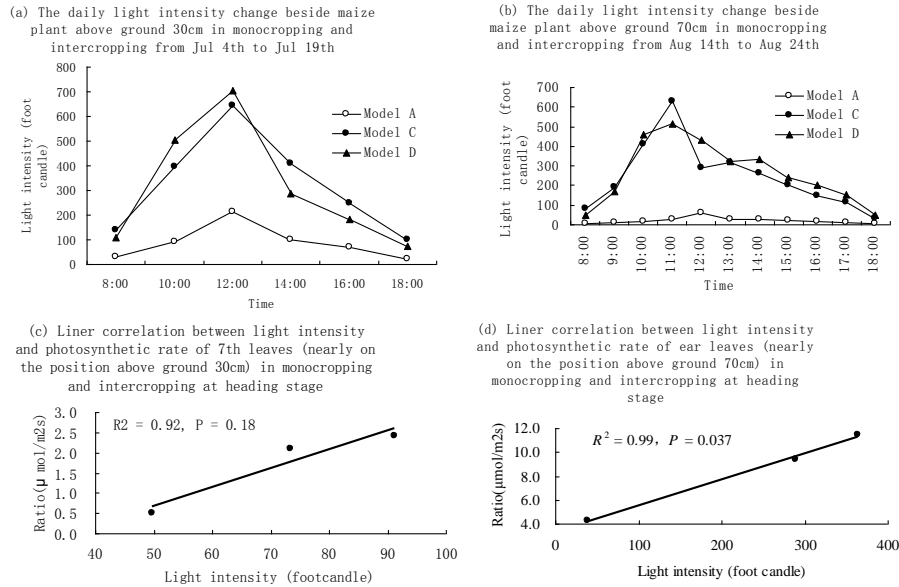 (a) The daily light intensity change beside maize
plant above ground 30cm in monocropping and
intercropping from Jul 4th to Jul 19th
Light intensity (foot
candle)
800
700
600
500
400
300
200
100
0
Model A
Model C
Model D
8:00 10:00 12:00 14:00 16:00 18:00
Time
(b) The daily light intensity change beside
maize plant above ground 70cm in monocropping
and intercropping from Aug 14th to Aug 24th
Light intensity (foot
candle)
700
600
500
400
300
200
100
0
Model A
Model C
Model D
8:00 9:00 10:00 11:00 12:00 13:00 14:00 15:00 16:00 17:00 18:00
Time
(c) Liner correlation between light intensity
and photosynthetic rate of 7th leaves (nearly on
the position above ground 30cm) in monocropping
and intercropping at heading stage
Ratio(μ mol/m2s)
3.0
2.5
2.0
1.5
1.0
0.5
0.0
R2 = 0.92, P = 0.18
40 50 60 70 80 90 100
Light intensity (footcandle)
(d) Liner correlation between light intensity
and photosynthetic rate of ear leaves (nearly
on the position above ground 70cm) in
monocropping and intercropping at heading
stage
Ratio(μmol/m2s)
12.0
10.0
8.0
6.0
4.0
R² = 0.99, P = 0.037
0 100 200 300 400
Light intensity (foot candle)